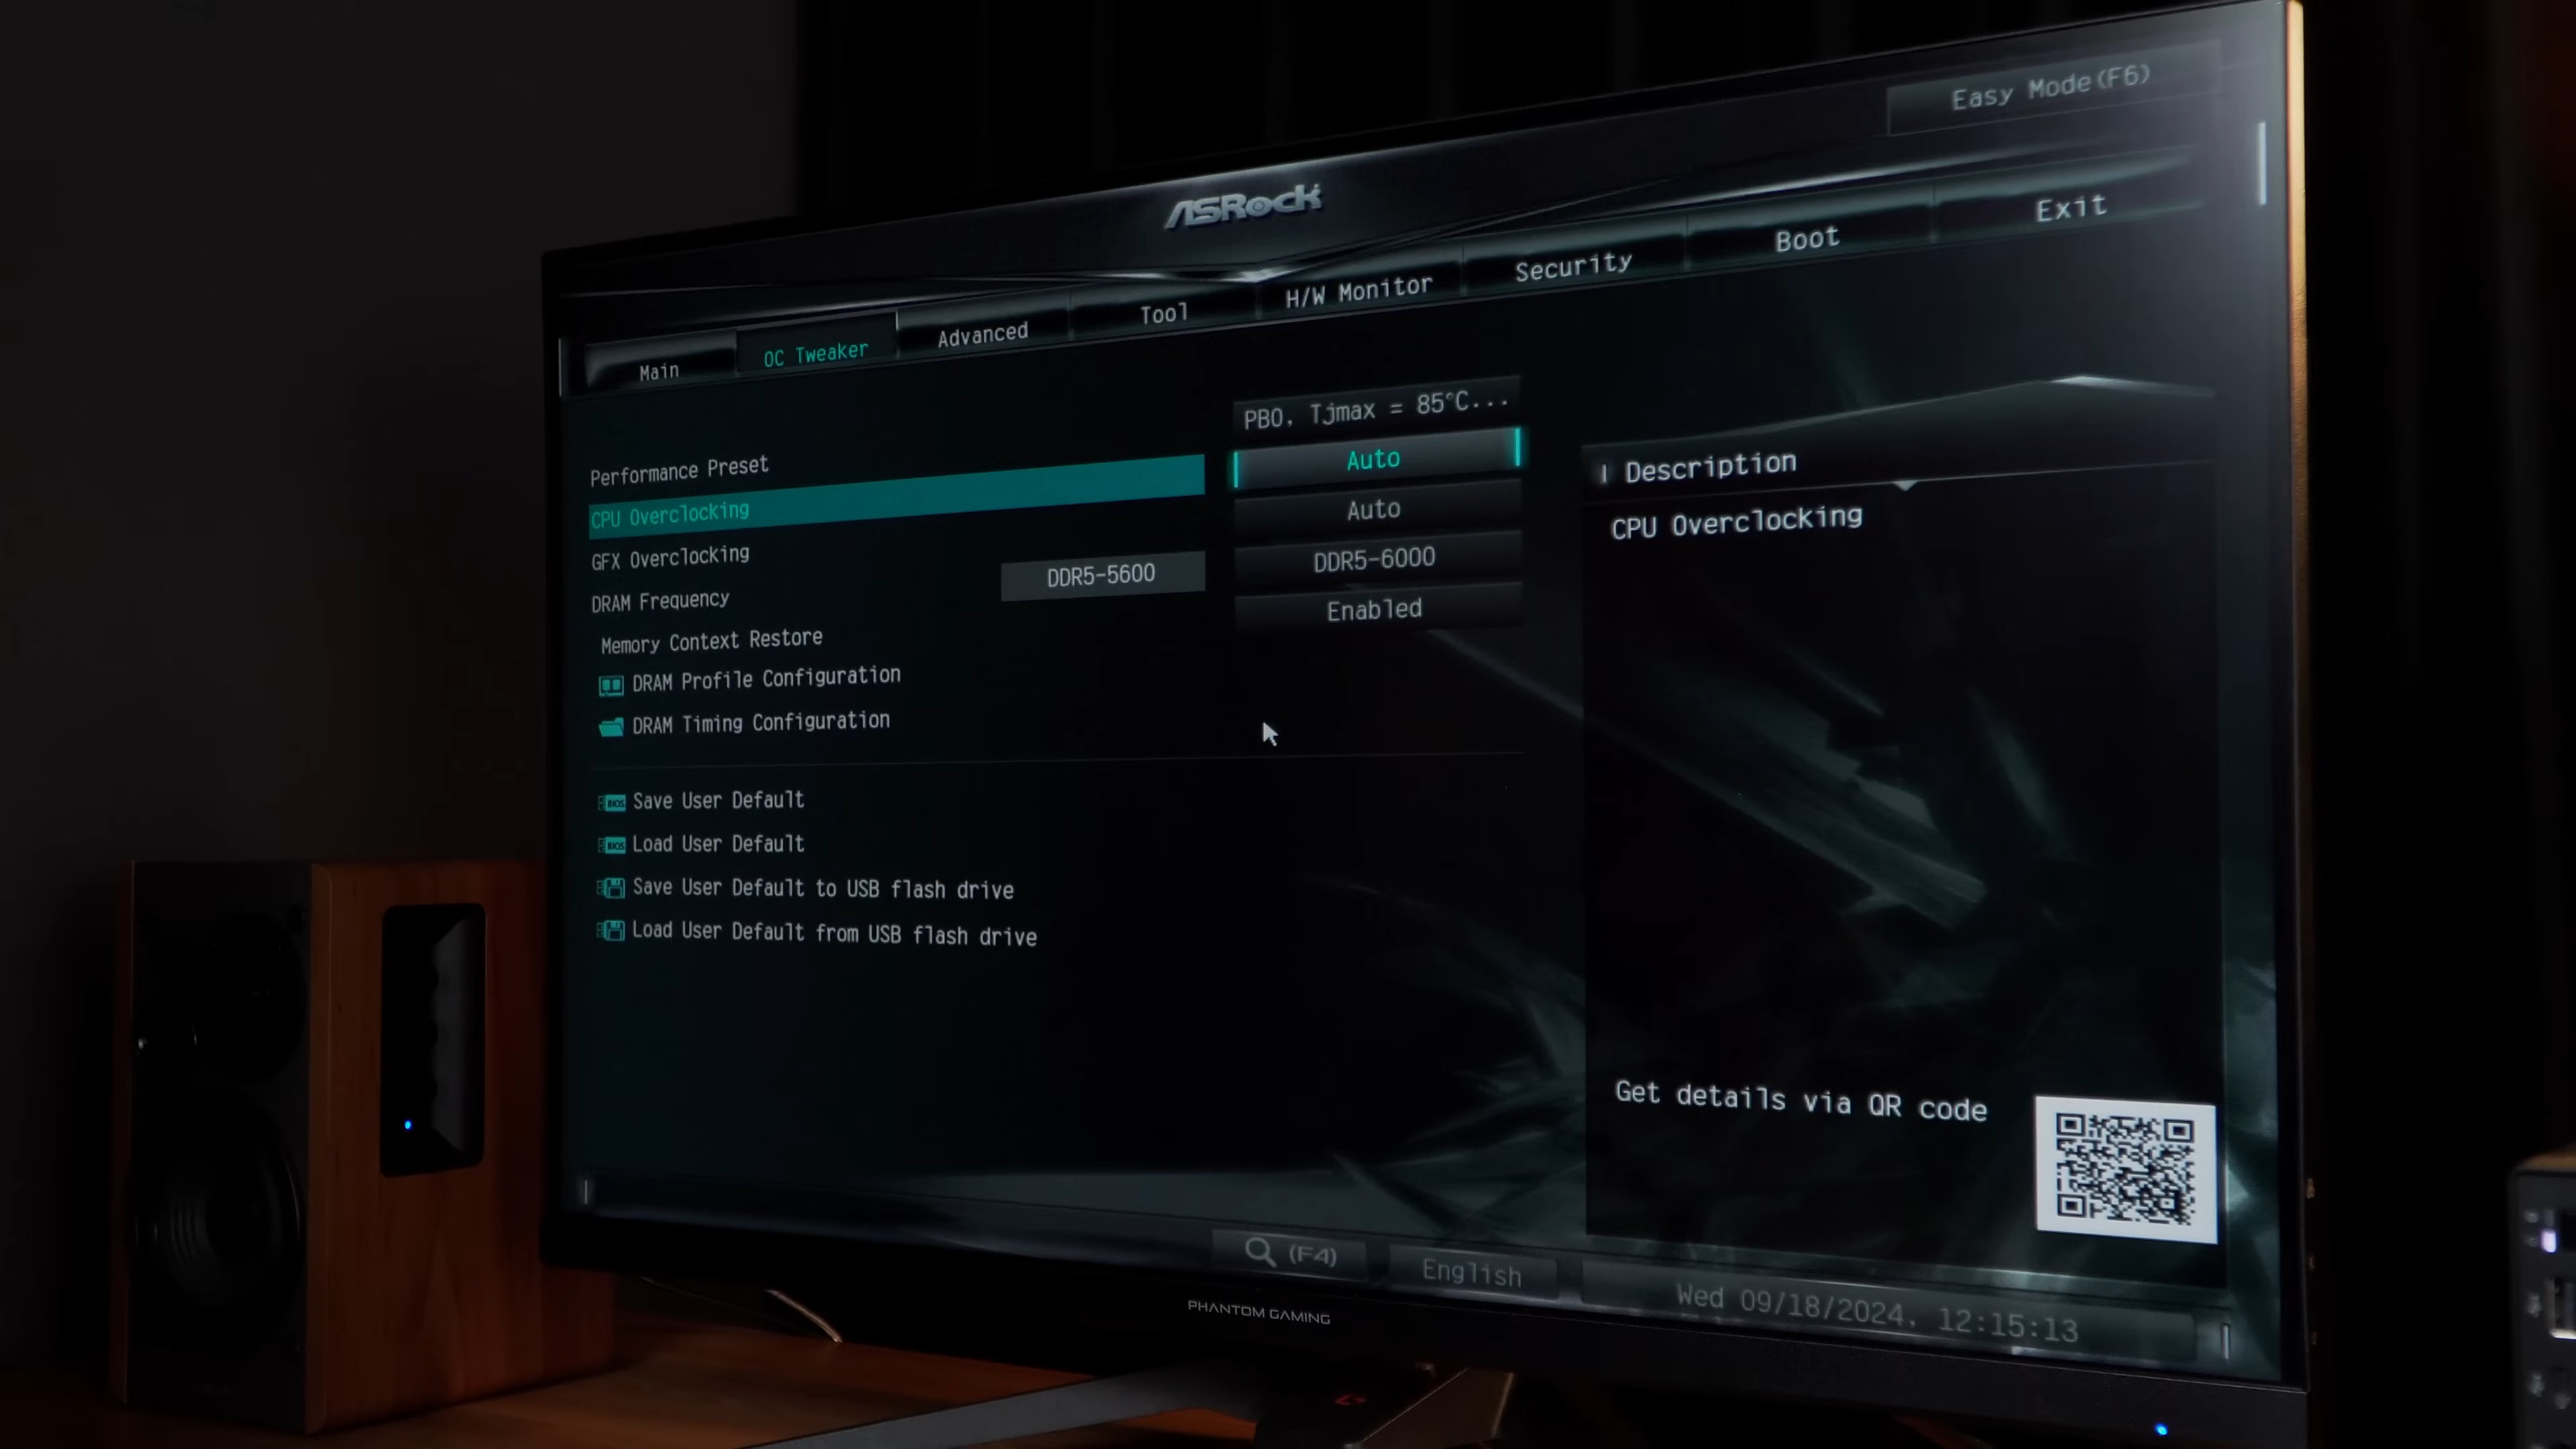 Easy Mode(F6)
ASRock
Main
OC Tweaker
Advanced
Tool
H/W Monitor
Security
Boot
Exit
Performance Preset
PBO, Tjmax = 85°C...
CPU Overclocking
Auto
GFX Overclocking
Auto
DRAM Frequency
DDR5-5600
DDR5-6000
Memory Context Restore
Enabled
DRAM Profile Configuration
DRAM Timing Configuration
BIOS Save User Default
BIOS Load User Default
Save User Default to USB flash drive
Load User Default from USB flash drive
Description
CPU Overclocking
Get details via QR code
(F4)
English
Wed 09/18/2024, 12:15:13
PHANTOM GAMING